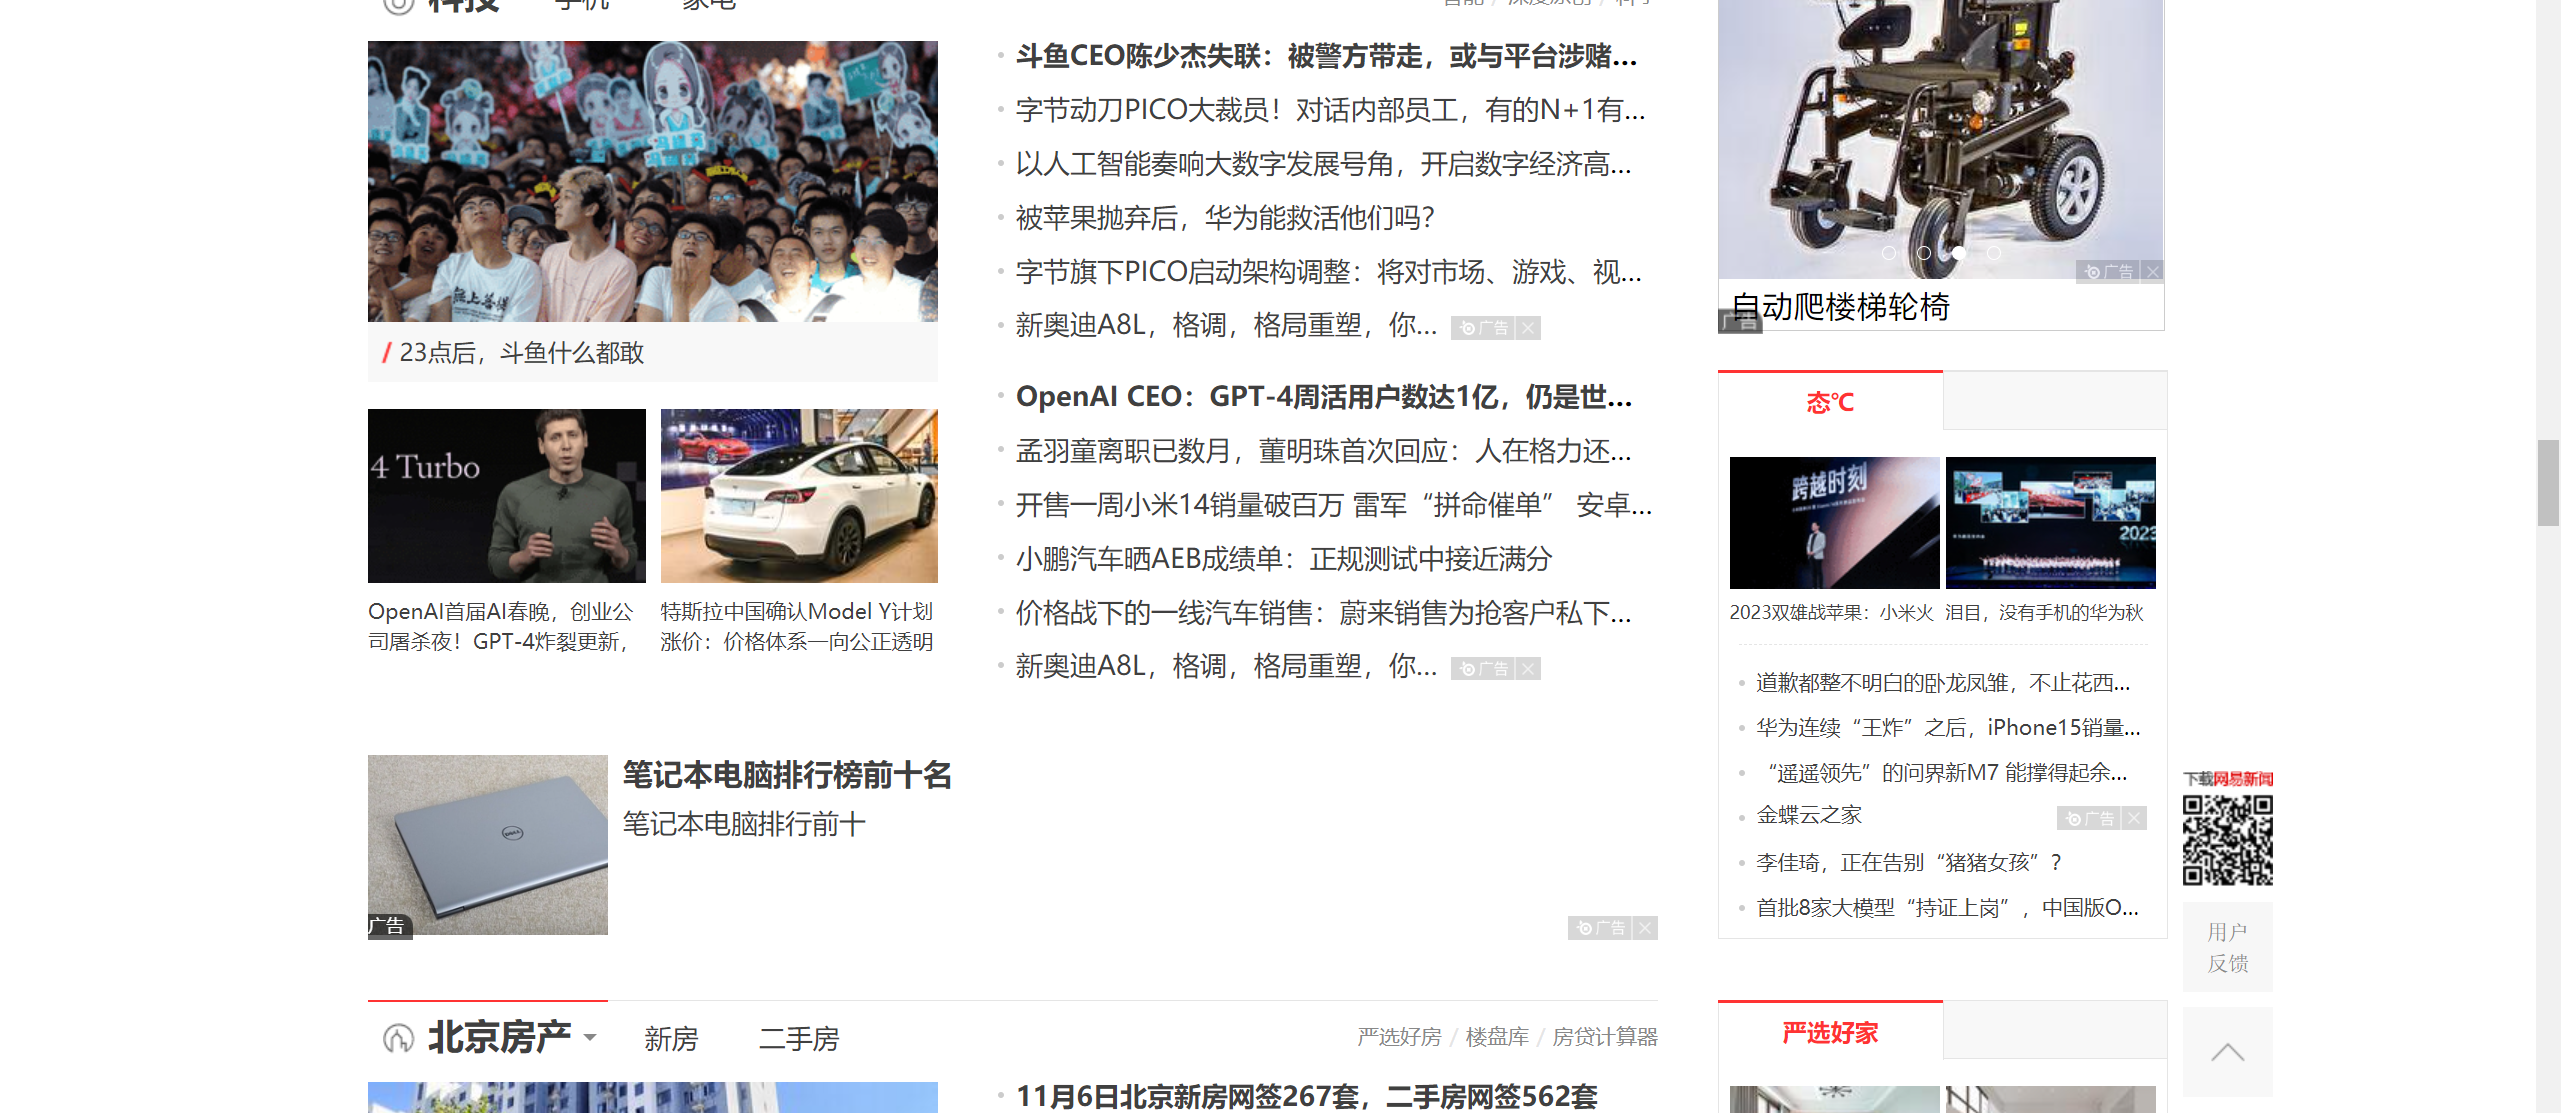 科技
手机
家电
智能 / 深度原创 / 科学
4 Turbo
/ 23点后，斗鱼什么都敢
OpenAI首届AI春晚，创业公
司屠杀夜！GPT-4炸裂更新，
特斯拉中国确认Model Y计划
涨价：价格体系一向公正透明
斗鱼CEO陈少杰失联：被警方带走，或与平台涉赌...
字节动刀PICO大裁员！对话内部员工，有的N+1有...
以人工智能奏响大数字发展号角，开启数字经济高...
被苹果抛弃后，华为能救活他们吗？
字节旗下PICO启动架构调整：将对市场、游戏、视...
新奥迪A8L，格调，格局重塑，你... 广告
OpenAI CEO：GPT-4周活用户数达1亿，仍是世...
孟羽童离职已数月，董明珠首次回应：人在格力还...
开售一周小米14销量破百万 雷军“拼命催单” 安卓...
小鹏汽车晒AEB成绩单：正规测试中接近满分
价格战下的一线汽车销售：蔚来销售为抢客户私下...
新奥迪A8L，格调，格局重塑，你... 广告
笔记本电脑排行榜前十名
笔记本电脑排行前十
DELL
广告
广告
广告
自动爬楼梯轮椅
广告
态℃
跨越时刻
2023
2023双雄战苹果：小米火
泪目，没有手机的华为秋
道歉都整不明白的卧龙凤雏，不止花西...
华为连续“王炸”之后，iPhone15销量...
“遥遥领先”的问界新M7 能撑得起余...
金蝶云之家 广告
李佳琦，正在告别“猪猪女孩”？
首批8家大模型“持证上岗”，中国版O...
下载网易新闻
用户
反馈
北京房产
新房
二手房
严选好房 / 楼盘库 / 房贷计算器
11月6日北京新房网签267套，二手房网签562套
严选好家